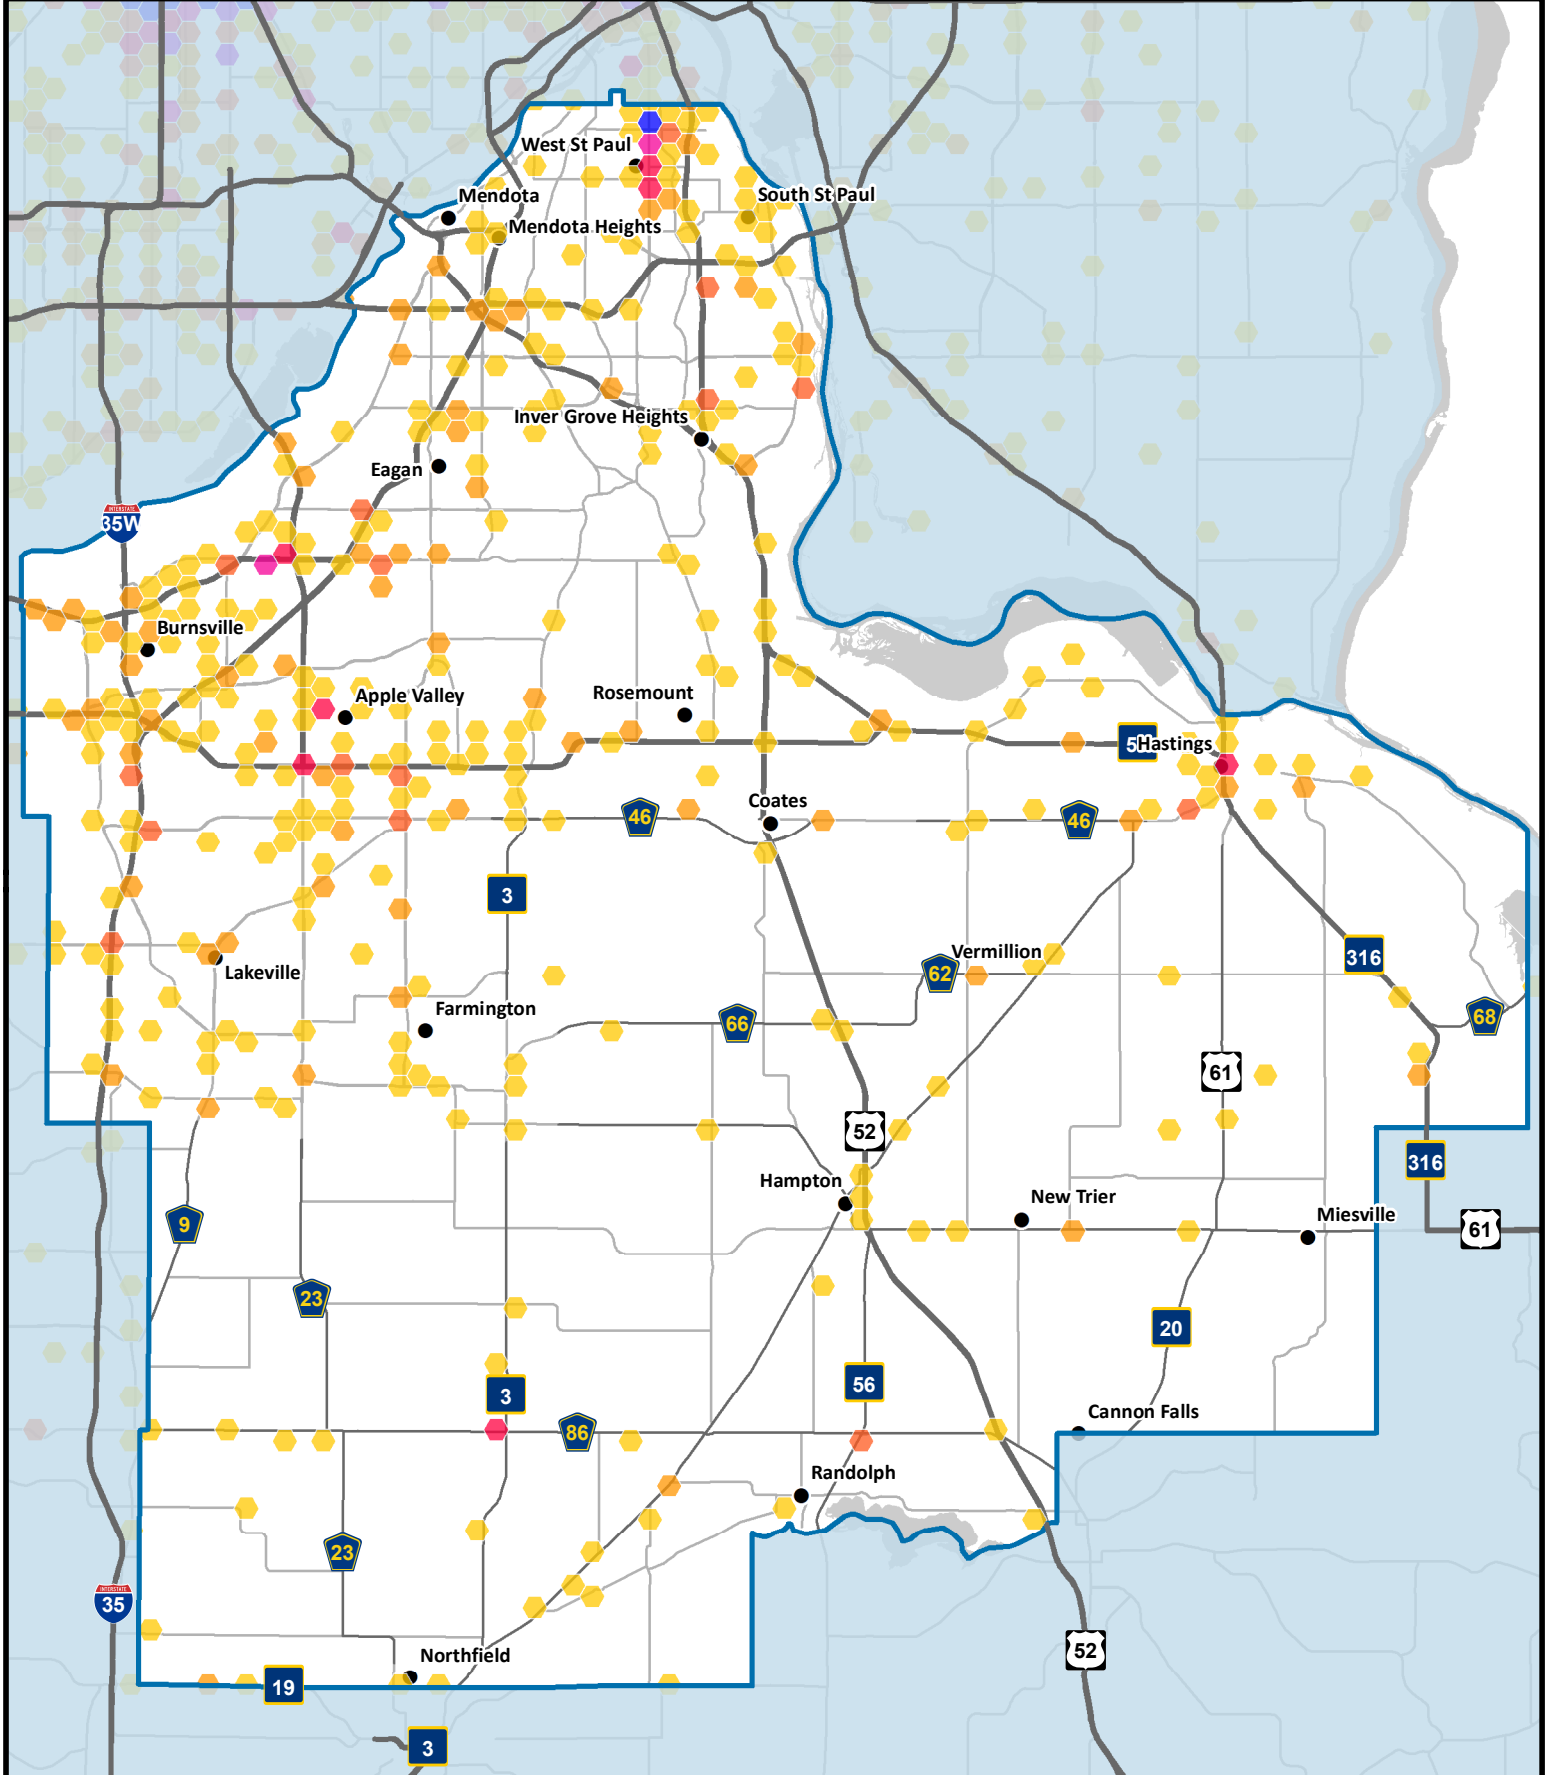 West St Paul
Mendota
South St Paul
Mendota Heights
Inver Grove Heights
Eagan
INTERSTATE
35W
Burnsville
Apple Valley
Rosemount
Hastings
Coates
46
46
3
Vermillion
316
Lakeville
62
Farmington
66
68
61
52
316
Hampton
New Trier
Miesville
9
61
23
20
56
3
Cannon Falls
86
Randolph
23
INTERSTATE
35
52
Northfield
19
3